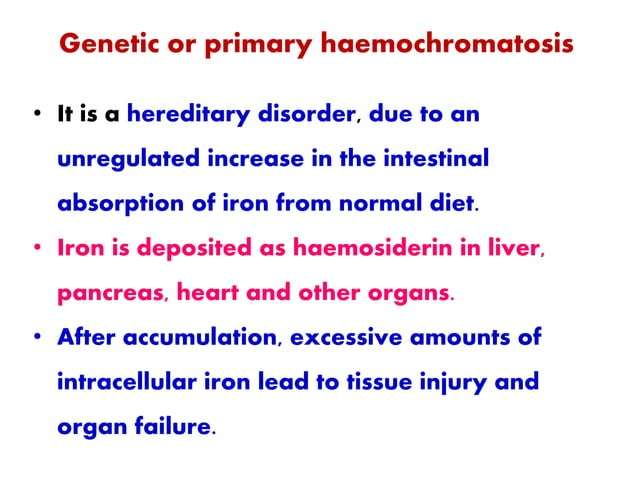 Genetic or primary haemochromatosis
• It is a hereditary disorder, due to an
unregulated increase in the intestinal
absorption of iron from normal diet.
• Iron is deposited as haemosiderin in liver,
pancreas, heart and other organs.
• After accumulation, excessive amounts of
intracellular iron lead to tissue injury and
organ failure.